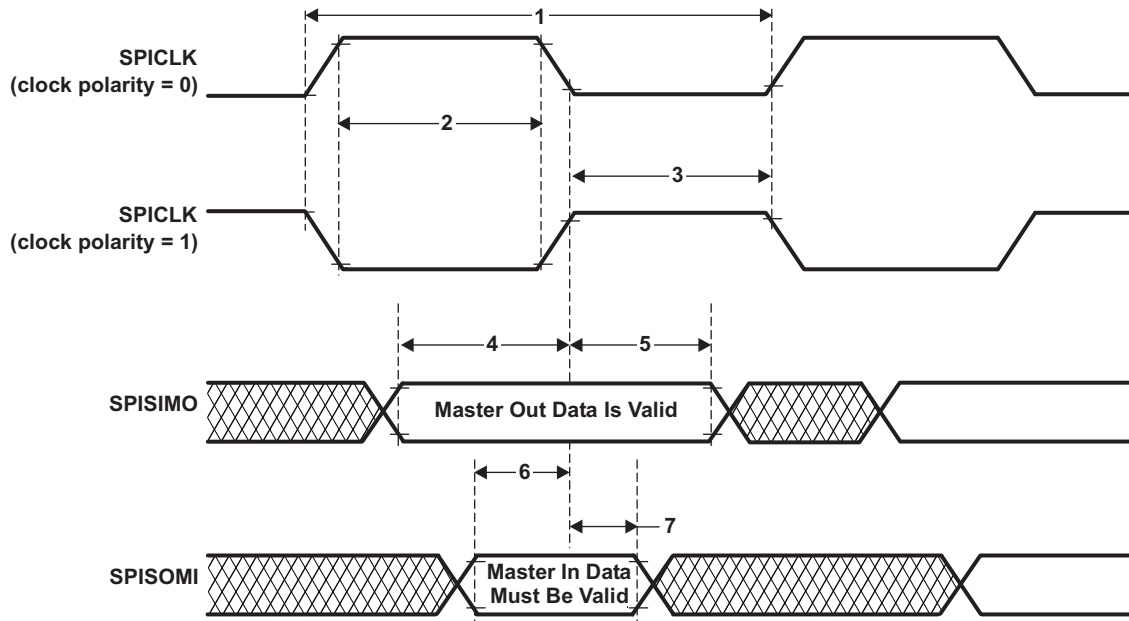 1
SPICLK
(clock polarity = 0)
2
3
SPICLK
(clock polarity = 1)
4
5
SPISIMO
Master Out Data Is Valid
6
7
SPISOMI
Master In Data
Must Be Valid